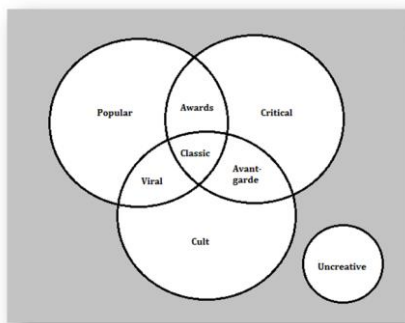 Awards
Popular
Critical
Classic
Avant-
garde
Viral
Cult
Uncreative